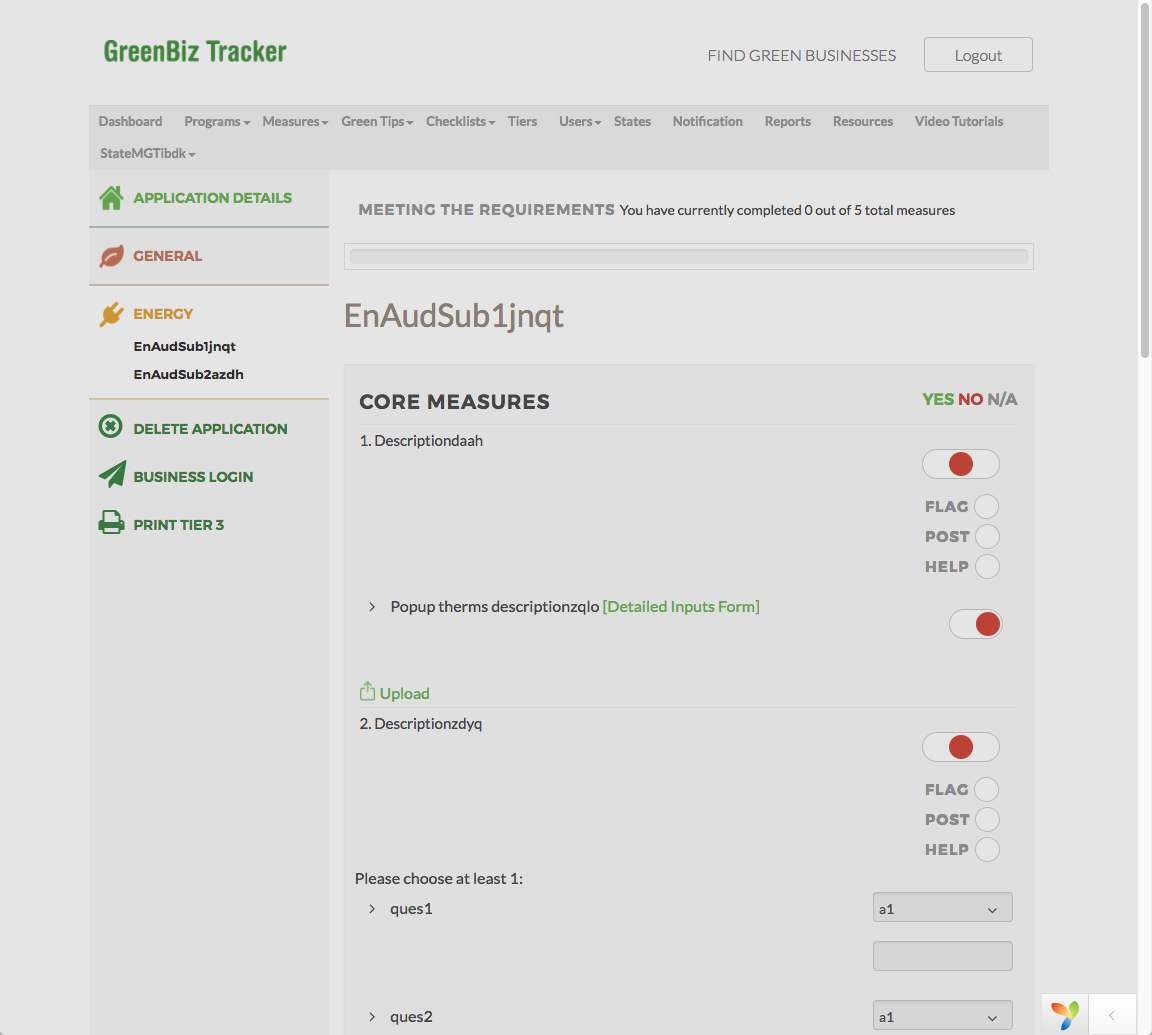 GreenBiz Tracker
FIND GREEN BUSINESSES
Logout
Dashboard Programs Measures Green Tips Checklists Tiers Users States Notification Reports Resources Video Tutorials
StateMGTibdk
APPLICATION DETAILS
GENERAL
ENERGY
EnAudSub1jnqt
EnAudSub2azdh
DELETE APPLICATION
BUSINESS LOGIN
PRINT TIER 3
MEETING THE REQUIREMENTS You have currently completed 0 out of 5 total measures
EnAudSub1jnqt
CORE MEASURES
YES NO N/A
1. Descriptiondaah
FLAG
POST
HELP
Popup therms descriptionzqlo [Detailed Inputs Form]
Upload
2. Descriptionzdyq
FLAG
POST
HELP
Please choose at least 1:
ques1
a1
ques2
a1